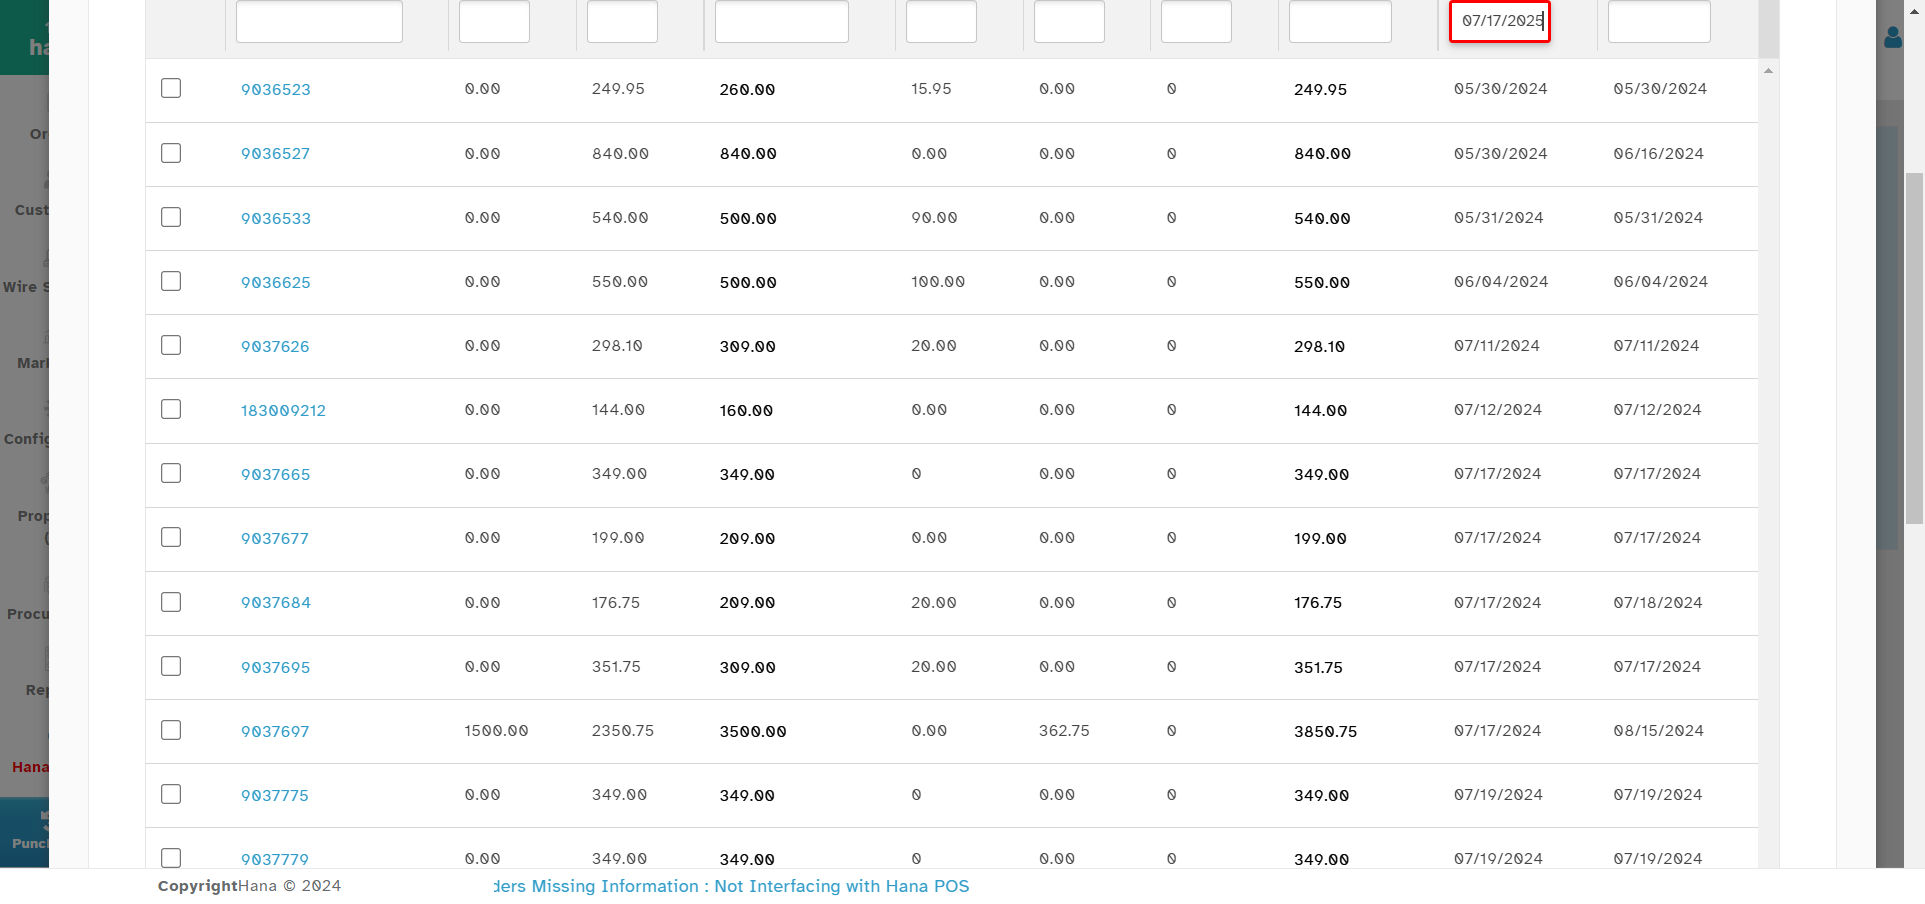 07/17/2025
ha
9036523 0.00 249.95 260.00 15.95 0.00 0 249.95 05/30/2024 05/30/2024
Or
9036527 0.00 840.00 840.00 0.00 0.00 0 840.00 05/30/2024 06/16/2024
Cust
9036533 0.00 540.00 500.00 90.00 0.00 0 540.00 05/31/2024 05/31/2024
Wire S
9036625 0.00 550.00 500.00 100.00 0.00 0 550.00 06/04/2024 06/04/2024
9037626 0.00 298.10 309.00 20.00 0.00 0 298.10 07/11/2024 07/11/2024
Mark
183009212 0.00 144.00 160.00 0.00 0.00 0 144.00 07/12/2024 07/12/2024
Config
9037665 0.00 349.00 349.00 0 0.00 0 349.00 07/17/2024 07/17/2024
Prop
(
9037677 0.00 199.00 209.00 0.00 0.00 0 199.00 07/17/2024 07/17/2024
9037684 0.00 176.75 209.00 20.00 0.00 0 176.75 07/17/2024 07/18/2024
Procu
9037695 0.00 351.75 309.00 20.00 0.00 0 351.75 07/17/2024 07/17/2024
Rep
9037697 1500.00 2350.75 3500.00 0.00 362.75 0 3850.75 07/17/2024 08/15/2024
Hana
9037775 0.00 349.00 349.00 0 0.00 0 349.00 07/19/2024 07/19/2024
Punch
9037779 0.00 349.00 349.00 0 0.00 0 349.00 07/19/2024 07/19/2024
CopyrightHana © 2024
ders Missing Information : Not Interfacing with Hana POS